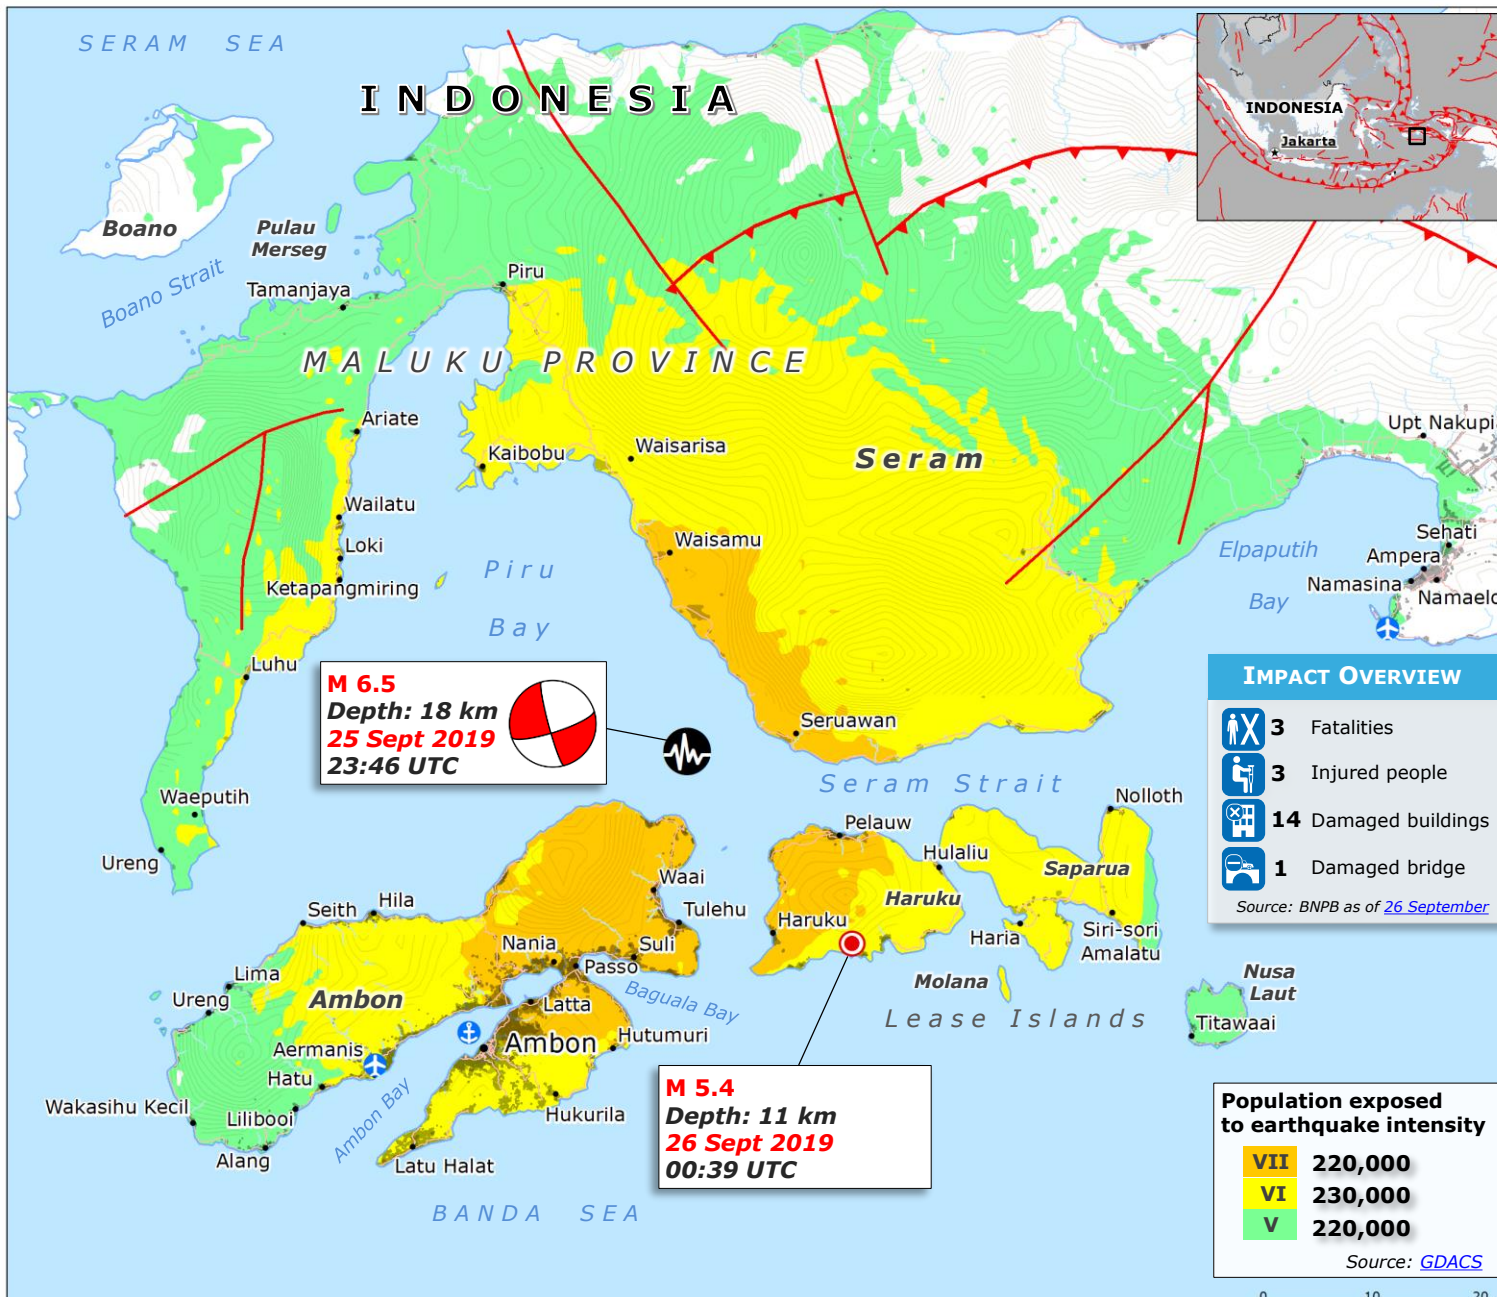 SERAM SEA
INDONESIA
INDONESIA
Jakarta
Boano
Pulau
Merseg
Boano Strait
Tamanjaya
Piru
MALUKU PROVINCE
Ariate
Kaibobu
Waisarisa
Seram
Upt Nakupia
Wailatu
Loki
Ketapangmiring
Waisamu
Piru
Bay
Elpaputih
Bay
Sehati
Ampera
Namasina
Namaelo
Luhu
M 6.5
Depth: 18 km
25 Sept 2019
23:46 UTC
Seruawan
Seram Strait
IMPACT OVERVIEW
3 Fatalities
3 Injured people
14 Damaged buildings
1 Damaged bridge
Source: BNPB as of 26 September
Waeputih
Ureng
Nolloth
Pelauw
Hulaliu
Saparua
Haruku
Haruku
Haria
Siri-sori
Amalatu
Waai
Tulehu
Hila
Seith
Nania
Suli
Passo
Lima
Ureng
Ambon
Latta
Baguala Bay
Molana
Lease Islands
Nusa
Laut
Titawaai
Ambon
Hutumuri
Aermanis
Hatu
Wakasihu Kecil
Lilibooi
Alang
Ambon Bay
Hukurila
Latu Halat
M 5.4
Depth: 11 km
26 Sept 2019
00:39 UTC
BANDA SEA
Population exposed
to earthquake intensity
VII 220,000
VI 230,000
V 220,000
Source: GDACS
0 10 20